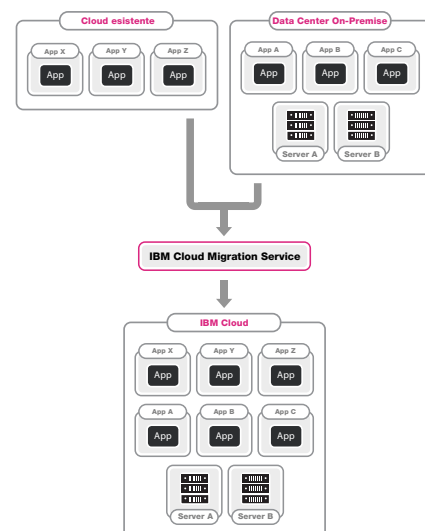 Cloud esistente
App X App Y App Z
App App App
Data Center On-Premise
App A App B App C
App App App
Server A Server B
IBM Cloud Migration Service
IBM Cloud
App X App Y App Z
App App App
App A App B App C
App App App
Server A Server B